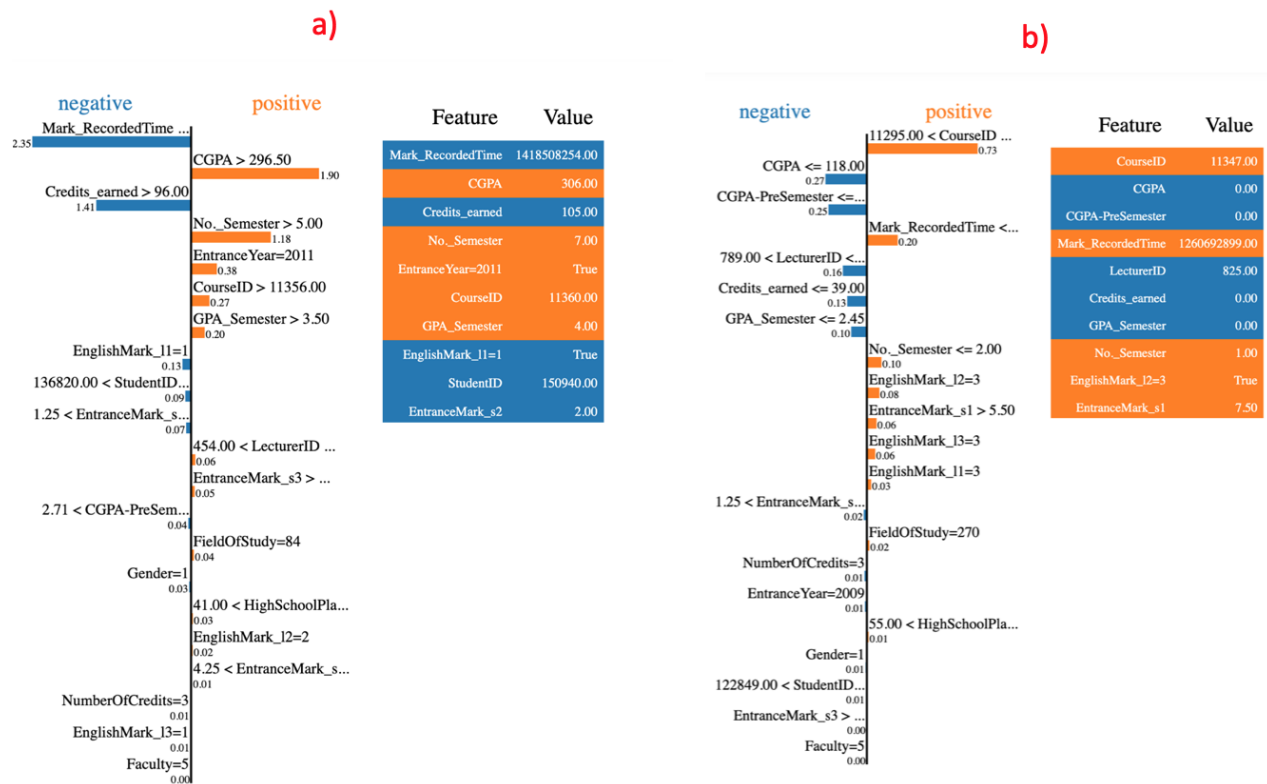 a)
negative
positive
Mark_RecordedTime ...
2.35
CGPA > 296.50
1.90
Credits_earned > 96.00
1.41
No._Semester > 5.00
1.18
EntranceYear=2011
0.38
CourseID > 11356.00
0.27
GPA_Semester > 3.50
0.20
EnglishMark_l1=1
0.13
136820.00 < StudentID...
0.09
1.25 < EntranceMark_s...
0.07
454.00 < LecturerID ...
0.06
EntranceMark_s3 > ...
0.05
2.71 < CGPA-PreSem...
0.04
FieldOfStudy=84
0.04
Gender=1
0.03
41.00 < HighSchoolPla...
0.03
EnglishMark_l2=2
0.02
4.25 < EntranceMark_s...
0.01
NumberOfCredits=3
0.01
EnglishMark_l3=1
0.01
Faculty=5
0.00
Feature Value
Mark_RecordedTime 1418508254.00
CGPA 306.00
Credits_earned 105.00
No._Semester 7.00
EntranceYear=2011 True
CourseID 11360.00
GPA_Semester 4.00
EnglishMark_l1=1 True
StudentID 150940.00
EntranceMark_s2 2.00
b)
negative
positive
11295.00 < CourseID ...
0.73
CGPA <= 118.00
0.27
CGPA-PreSemester <=...
0.25
Mark_RecordedTime <...
0.20
789.00 < LecturerID <...
0.16
Credits_earned <= 39.00
0.13
GPA_Semester <= 2.45
0.10
No._Semester <= 2.00
0.10
EnglishMark_l2=3
0.08
EntranceMark_s1 > 5.50
0.06
EnglishMark_l3=3
0.06
EnglishMark_l1=3
0.03
1.25 < EntranceMark_s...
0.02
FieldOfStudy=270
0.02
NumberOfCredits=3
0.01
EntranceYear=2009
0.01
55.00 < HighSchoolPla...
0.01
Gender=1
0.01
122849.00 < StudentID...
0.01
EntranceMark_s3 > ...
0.00
Faculty=5
0.00
Feature Value
CourseID 11347.00
CGPA 0.00
CGPA-PreSemester 0.00
Mark_RecordedTime 1260692899.00
LecturerID 825.00
Credits_earned 0.00
GPA_Semester 0.00
No._Semester 1.00
EnglishMark_l2=3 True
EntranceMark_s1 7.50